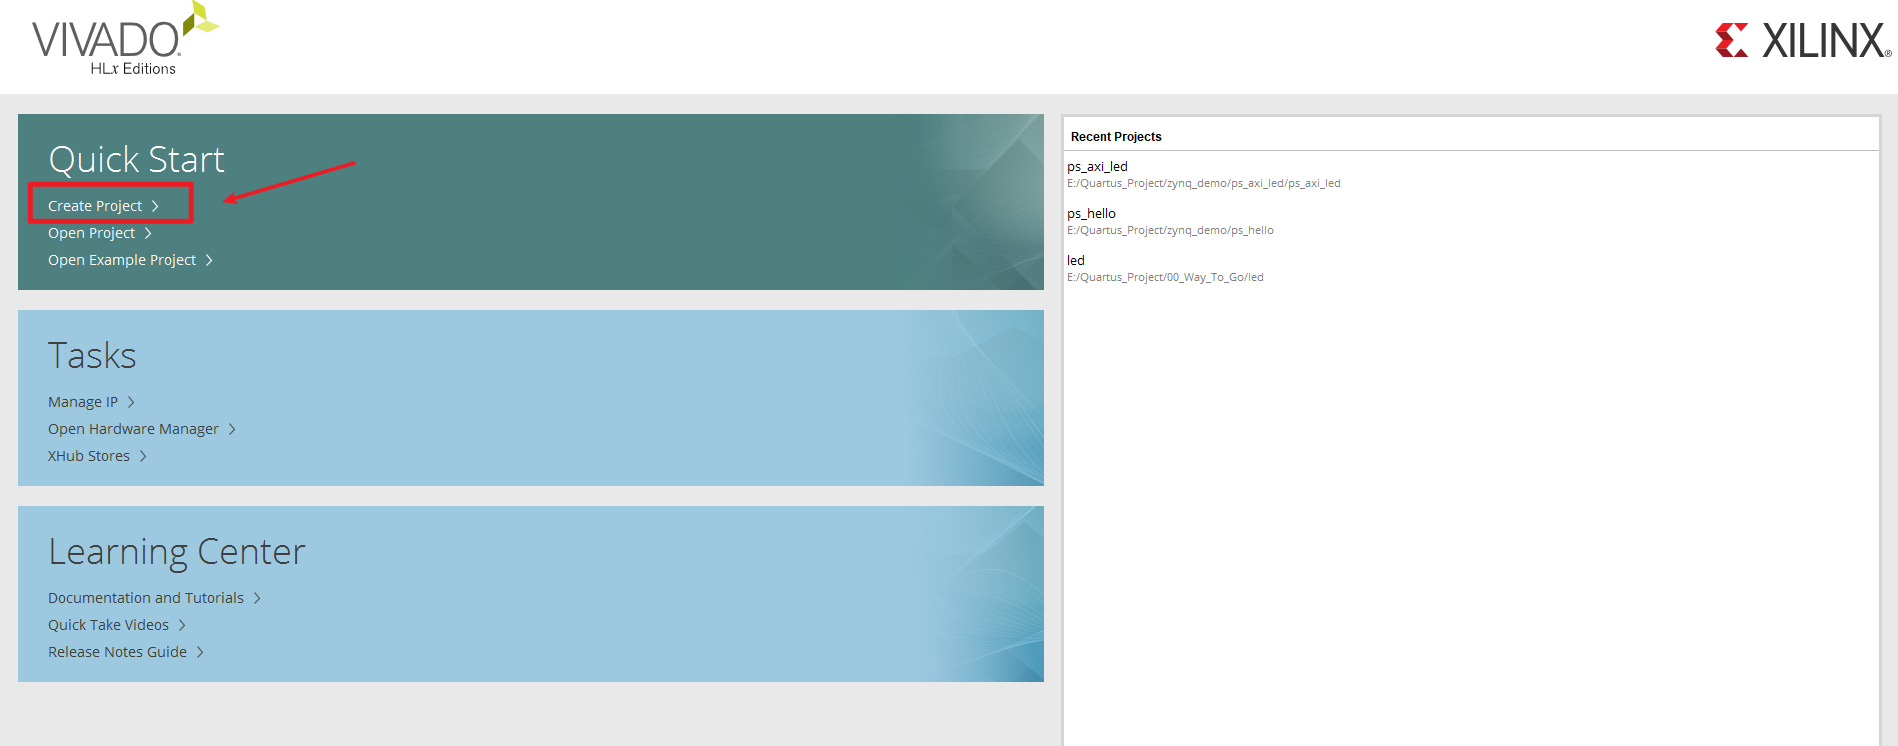 VIVADO®
HLx Editions
XILINX®
Quick Start
Create Project >
Open Project >
Open Example Project >
Tasks
Manage IP >
Open Hardware Manager >
XHub Stores >
Learning Center
Documentation and Tutorials >
Quick Take Videos >
Release Notes Guide >
Recent Projects
ps_axi_led
E:/Quartus_Project/zynq_demo/ps_axi_led/ps_axi_led
ps_hello
E:/Quartus_Project/zynq_demo/ps_hello
led
E:/Quartus_Project/00_Way_To_Go/led